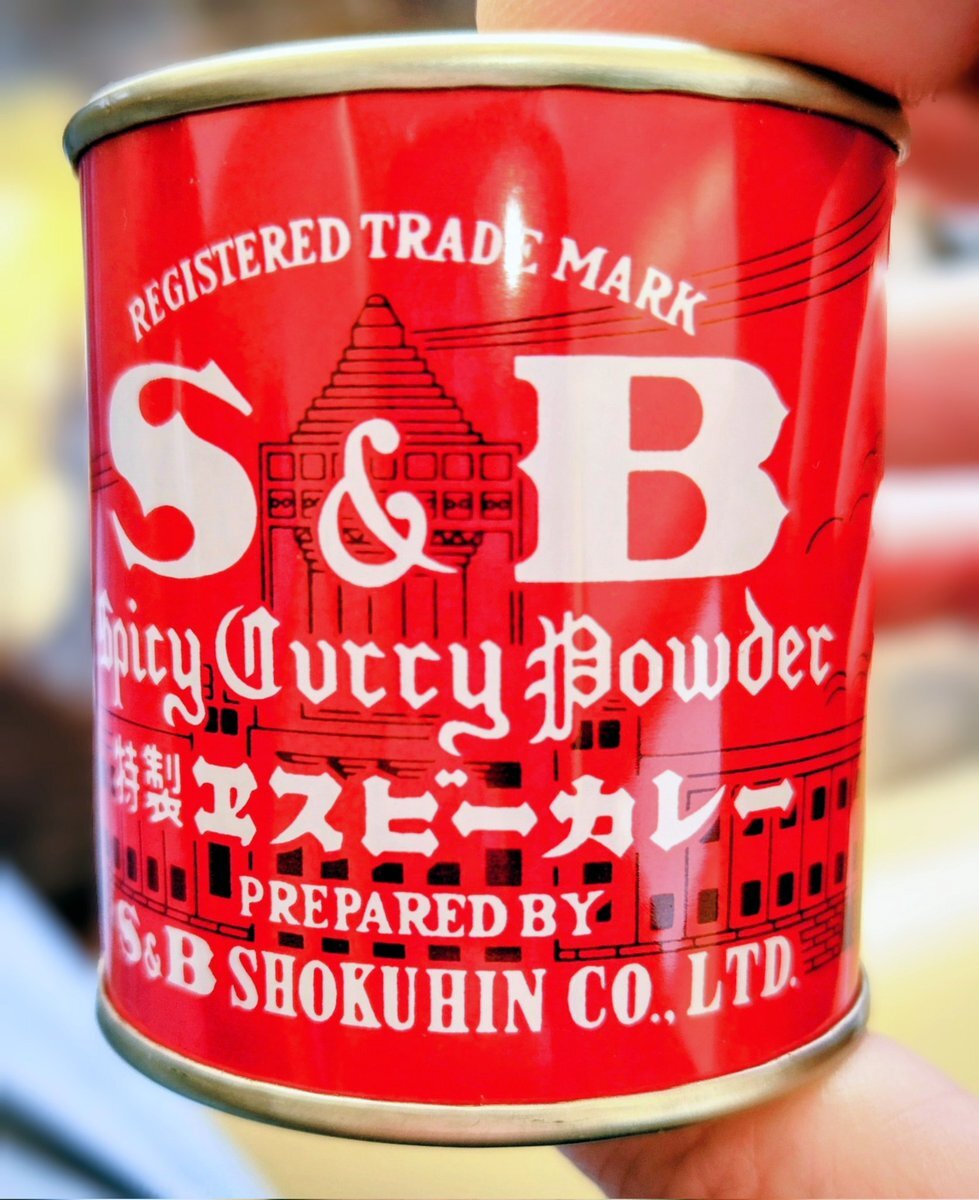 REGISTERED TRADE MARK
S & B
Spicy Curry Powder
特製 エスビーカレー
PREPARED BY
S&B SHOKUHIN CO., LTD.